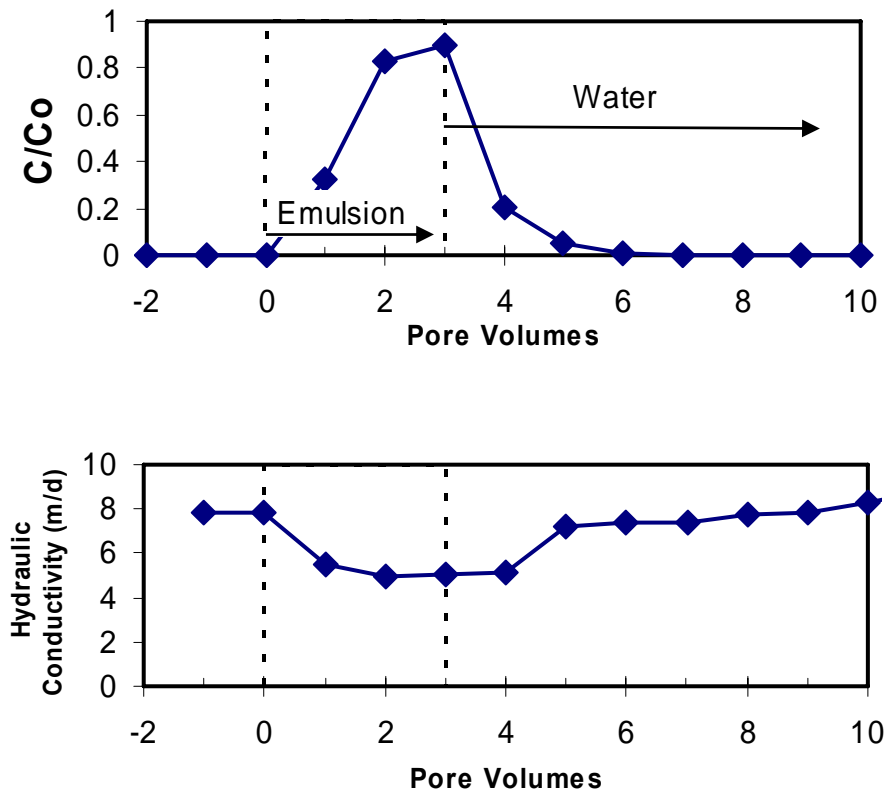 1
0.8
0.6
0.4
0.2
0
C/Co
Water
Emulsion
-2 0 2 4 6 8 10
Pore Volumes
10
8
6
4
2
0
Hydraulic
Conductivity (m/d)
-2 0 2 4 6 8 10
Pore Volumes